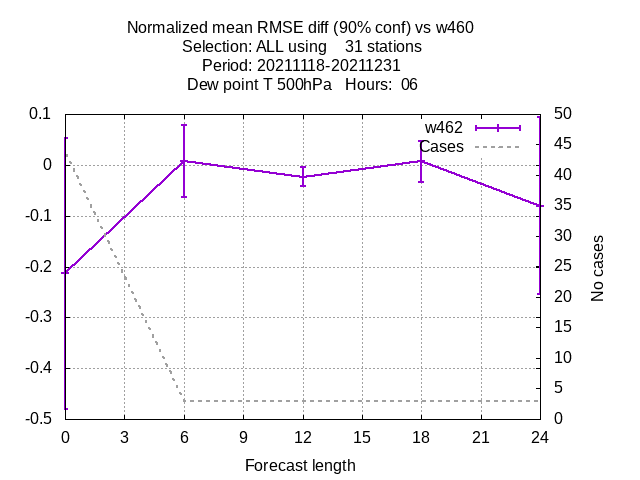 Normalized mean RMSE diff (90% conf) vs w460
Selection: ALL using    31 stations
Period: 20211118-20211231
Dew point T 500hPa   Hours:  06
w462
Cases
0.1
0
-0.1
-0.2
-0.3
-0.4
-0.5
50
45
40
35
30
25
20
15
10
5
0
No cases
0 3 6 9 12 15 18 21 24
Forecast length